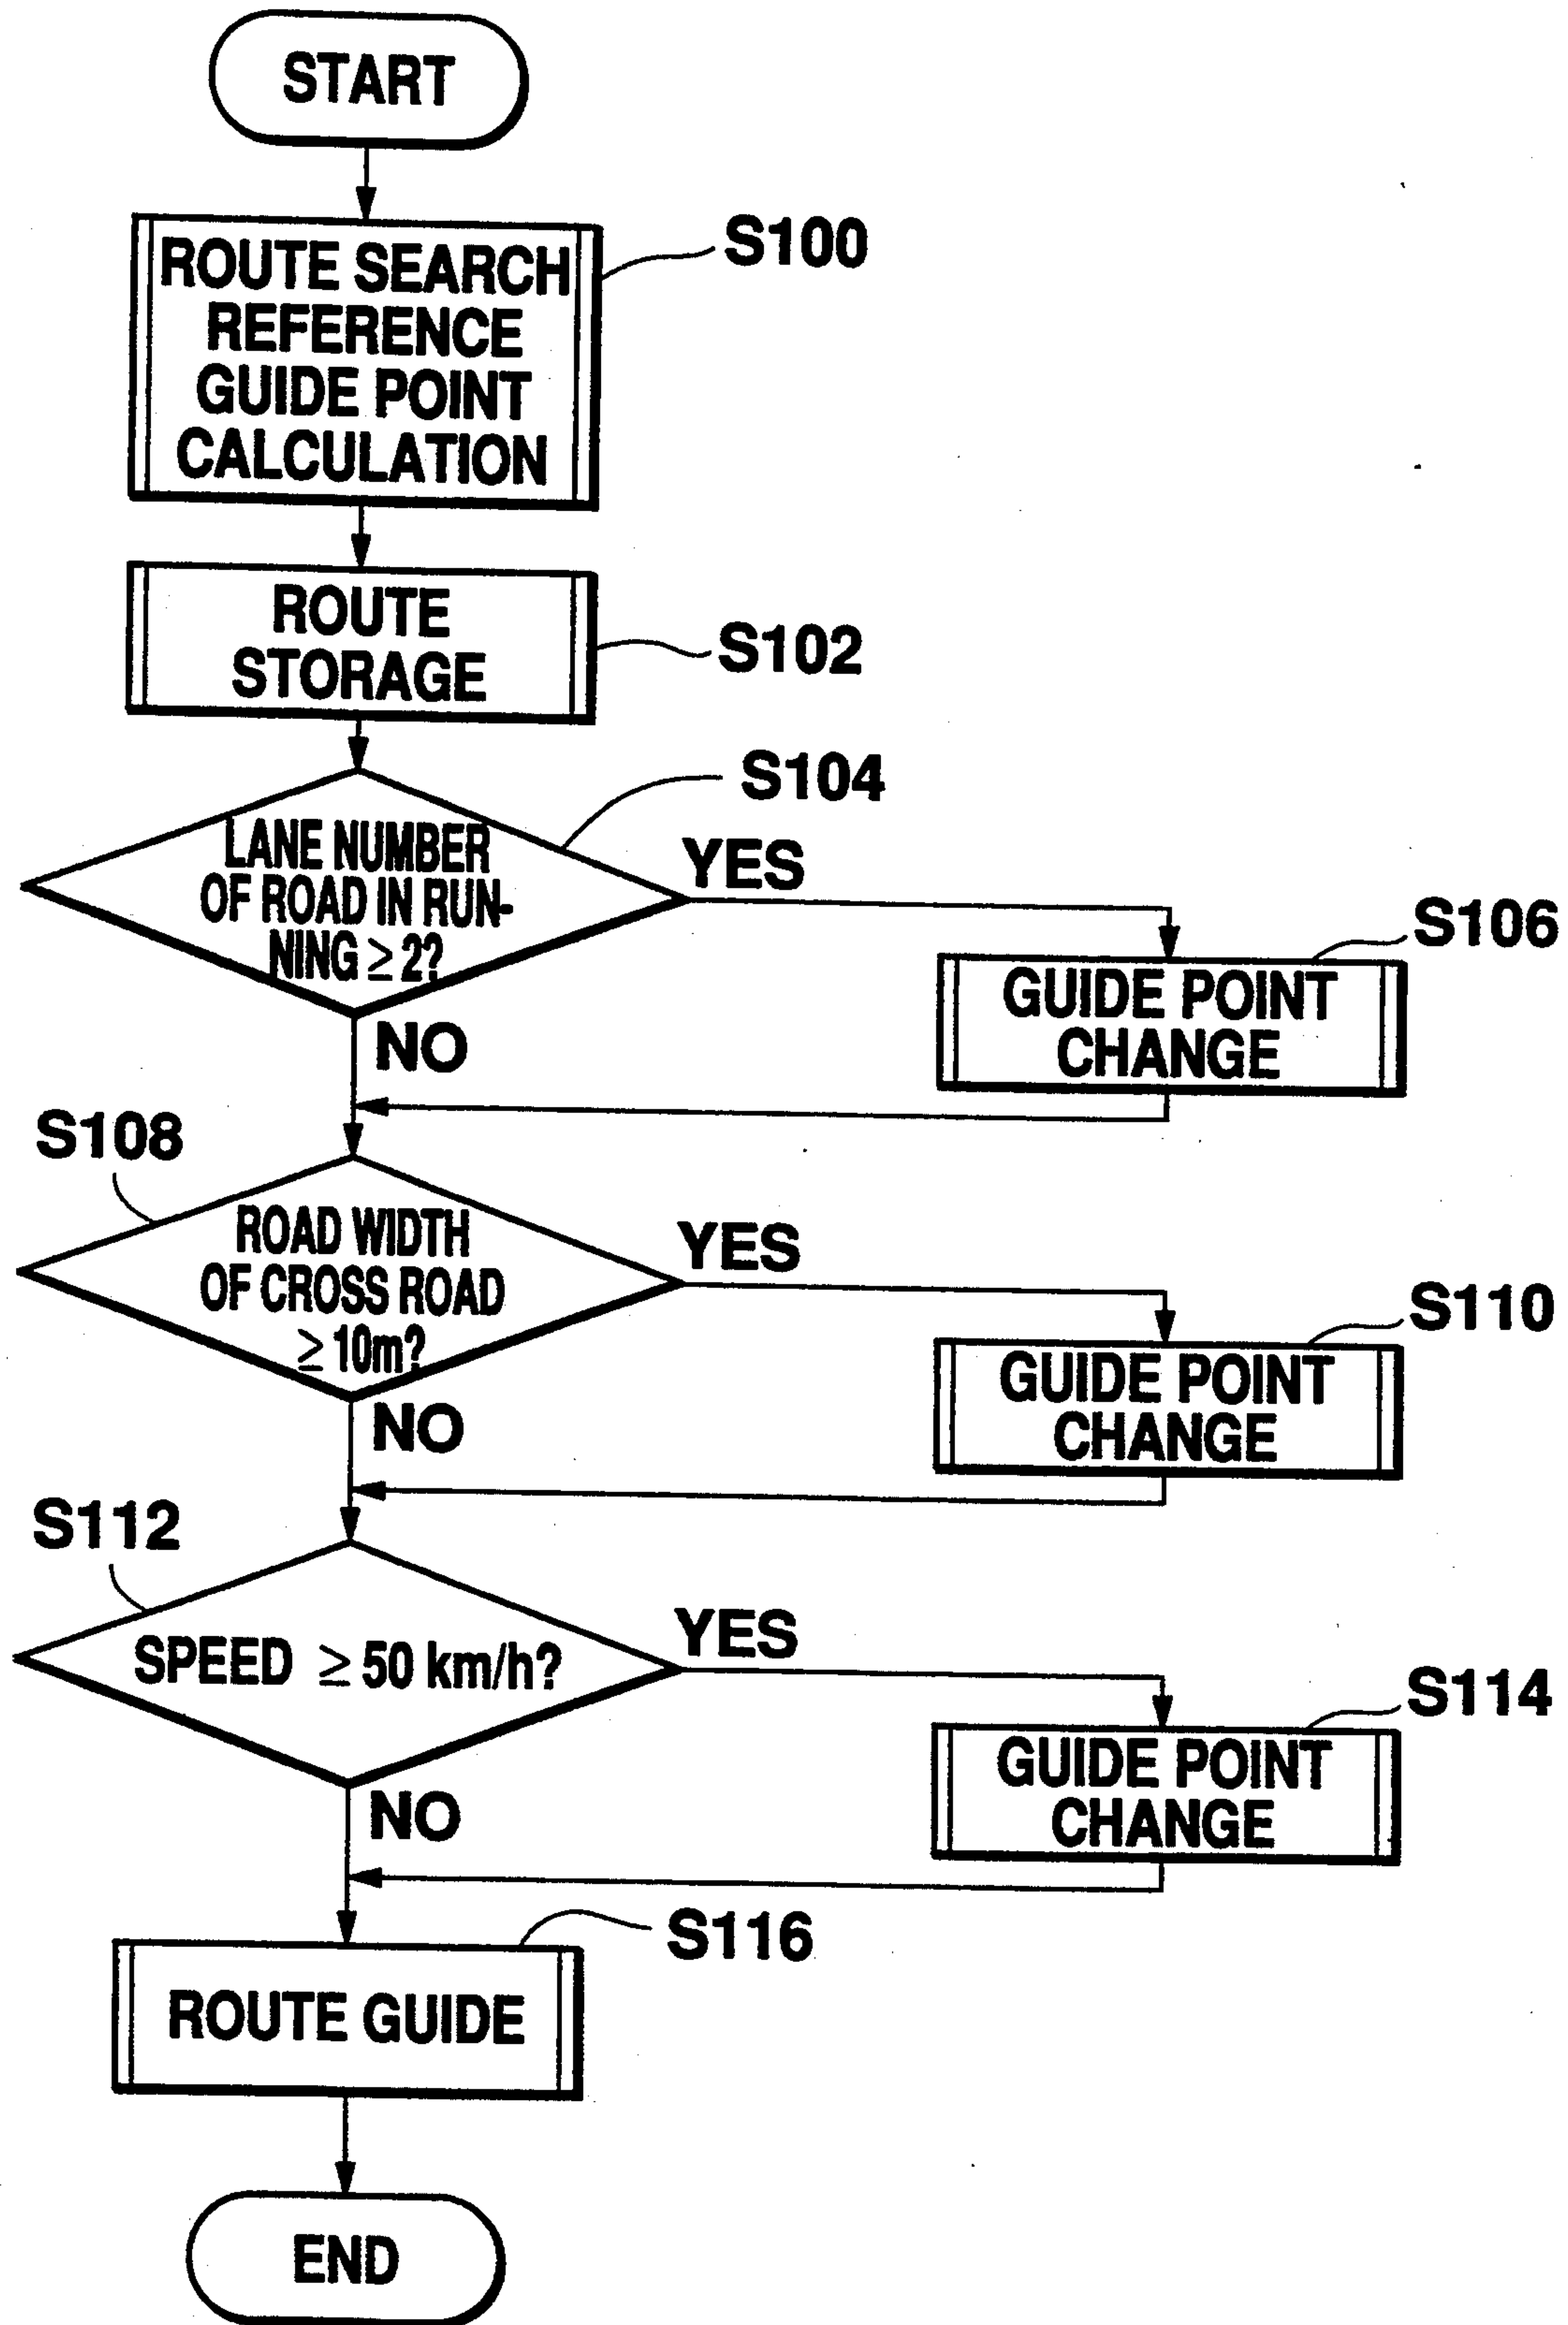 START
ROUTE SEARCH
REFERENCE
GUIDE POINT
CALCULATION
S100
ROUTE
STORAGE
S102
S104
LANE NUMBER
OF ROAD IN RUN-
NING ≥ 2?
YES
S106
GUIDE POINT
CHANGE
NO
S108
ROAD WIDTH
OF CROSS ROAD
≥ 10m?
YES
S110
GUIDE POINT
CHANGE
NO
S112
SPEED ≥ 50 km/h?
YES
S114
GUIDE POINT
CHANGE
NO
S116
ROUTE GUIDE
END